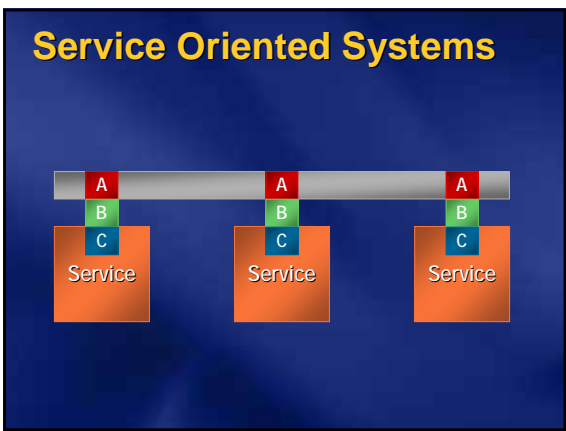 Service Oriented Systems
A A A
B B B
C C C
Service Service Service